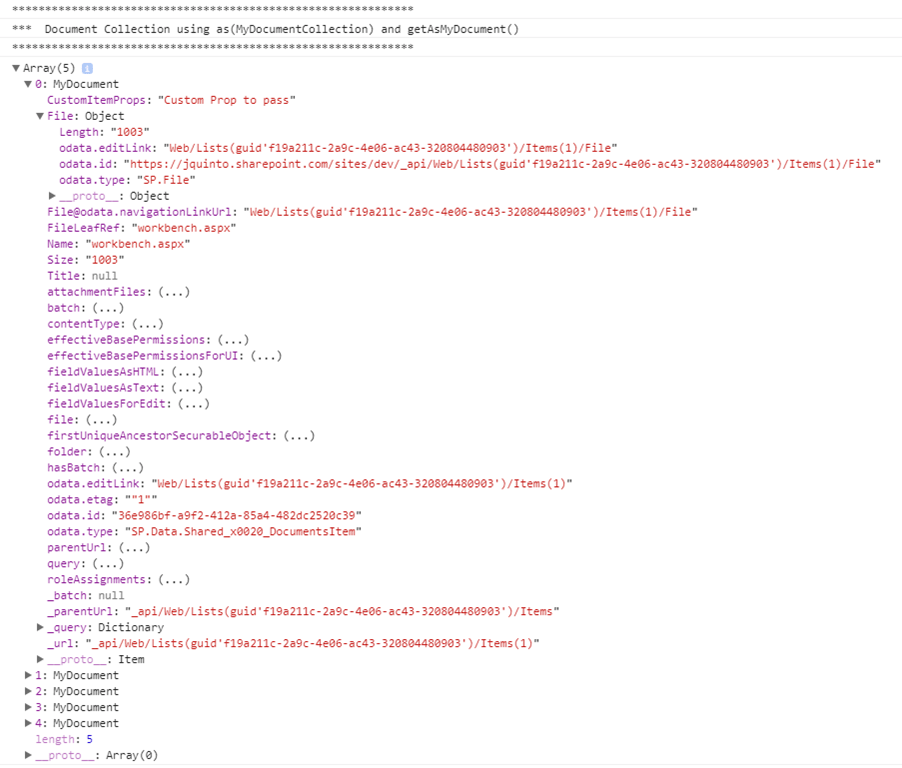 *************************************************************
***  Document Collection using as(MyDocumentCollection) and getAsMyDocument()
*************************************************************
▼Array(5) i
▼0: MyDocument
CustomItemProps: "Custom Prop to pass"
▼File: Object
Length: "1003"
odata.editLink: "Web/Lists(guid'f19a211c-2a9c-4e06-ac43-320804480903')/Items(1)/File"
odata.id: "https://jquinto.sharepoint.com/sites/dev/_api/Web/Lists(guid'f19a211c-2a9c-4e06-ac43-320804480903')/Items(1)/File"
odata.type: "SP.File"
▶__proto__: Object
File@odata.navigationLinkUrl: "Web/Lists(guid'f19a211c-2a9c-4e06-ac43-320804480903')/Items(1)/File"
FileLeafRef: "workbench.aspx"
Name: "workbench.aspx"
Size: "1003"
Title: null
attachmentFiles: (...)
batch: (...)
contentType: (...)
effectiveBasePermissions: (...)
effectiveBasePermissionsForUI: (...)
fieldValuesAsHTML: (...)
fieldValuesAsText: (...)
fieldValuesForEdit: (...)
file: (...)
firstUniqueAncestorSecurableObject: (...)
folder: (...)
hasBatch: (...)
odata.editLink: "Web/Lists(guid'f19a211c-2a9c-4e06-ac43-320804480903')/Items(1)"
odata.etag: ""1""
odata.id: "36e986bf-a9f2-412a-85a4-482dc2520c39"
odata.type: "SP.Data.Shared_x0020_DocumentsItem"
parentUrl: (...)
query: (...)
roleAssignments: (...)
_batch: null
_parentUrl: "_api/Web/Lists(guid'f19a211c-2a9c-4e06-ac43-320804480903')/Items"
▶_query: Dictionary
_url: "_api/Web/Lists(guid'f19a211c-2a9c-4e06-ac43-320804480903')/Items(1)"
▶__proto__: Item
▶1: MyDocument
▶2: MyDocument
▶3: MyDocument
▶4: MyDocument
length: 5
▶__proto__: Array(0)